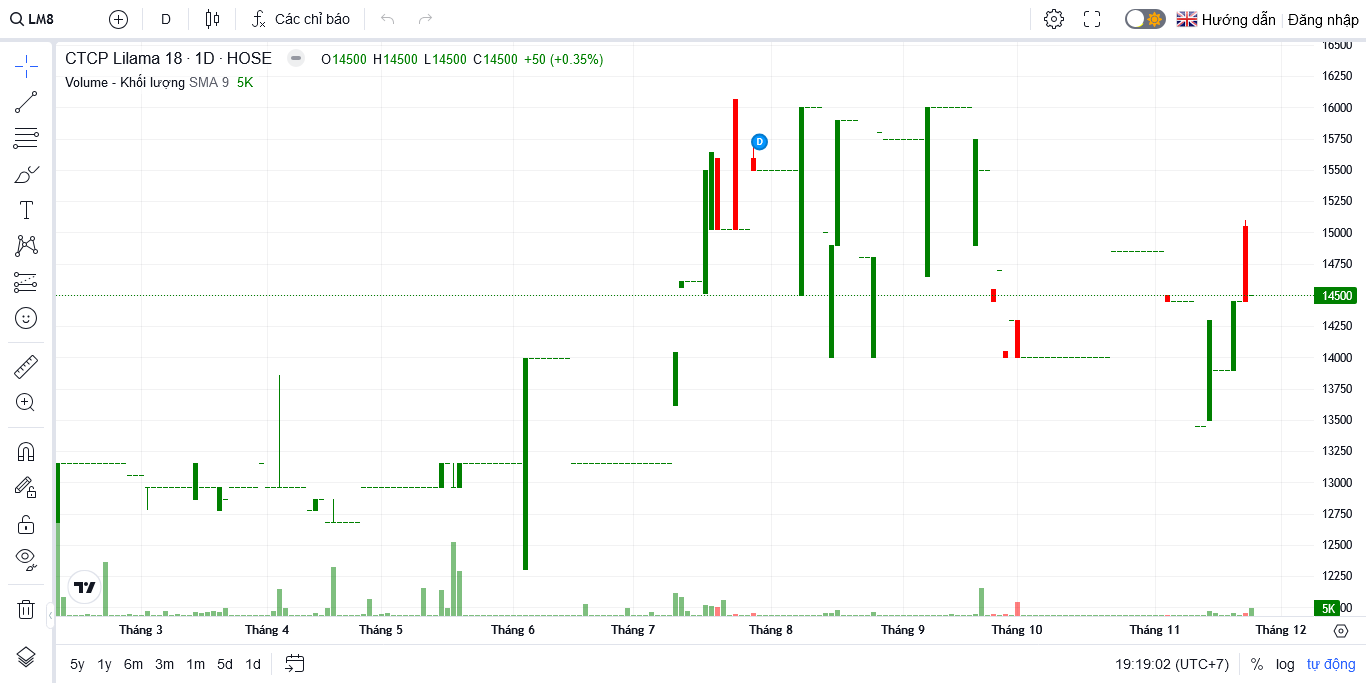 LM8 D Các chỉ báo Hướng dẫn Đăng nhập
CTCP Lilama 18 · 1D · HOSE O14500 H14500 L14500 C14500 +50 (+0.35%)
Volume - Khối lượng SMA 9 5K
16500
16250
16000
15750
D
15500
15250
15000
14750
14500
14250
14000
13750
13500
13250
13000
12750
12500
12250
5K 00
Tháng 3 Tháng 4 Tháng 5 Tháng 6 Tháng 7 Tháng 8 Tháng 9 Tháng 10 Tháng 11 Tháng 12
5y 1y 6m 3m 1m 5d 1d 19:19:02 (UTC+7) % log tự động